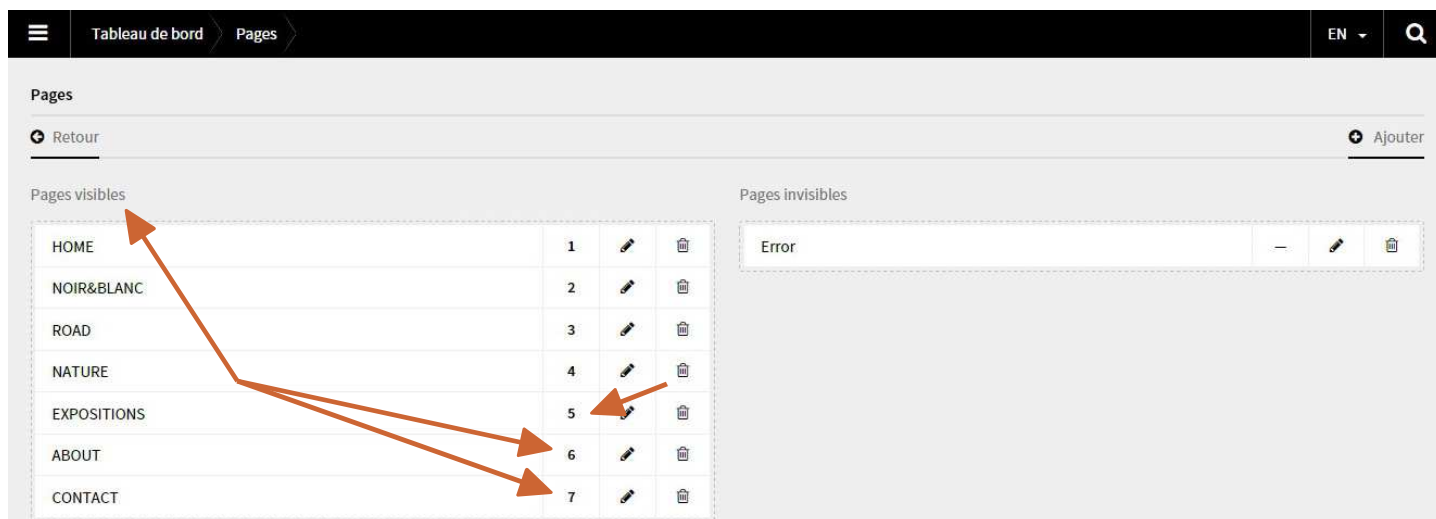 Tableau de bord Pages EN
Pages
Retour Ajouter
Pages visibles Pages invisibles
HOME 1 Error –
NOIR&BLANC 2
ROAD 3
NATURE 4
EXPOSITIONS 5
ABOUT 6
CONTACT 7